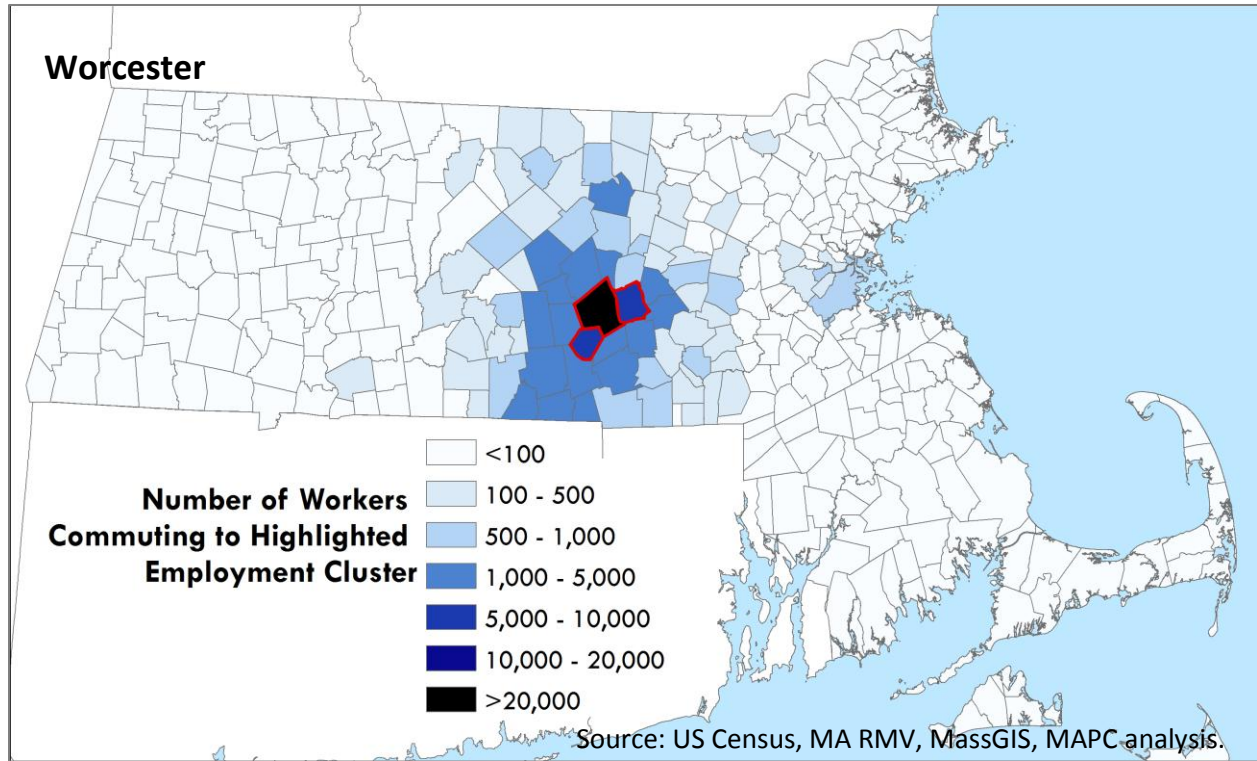 Worcester
Number of Workers
Commuting to Highlighted
Employment Cluster
<100
100 - 500
500 - 1,000
1,000 - 5,000
5,000 - 10,000
10,000 - 20,000
>20,000
Source: US Census, MA RMV, MassGIS, MAPC analysis.